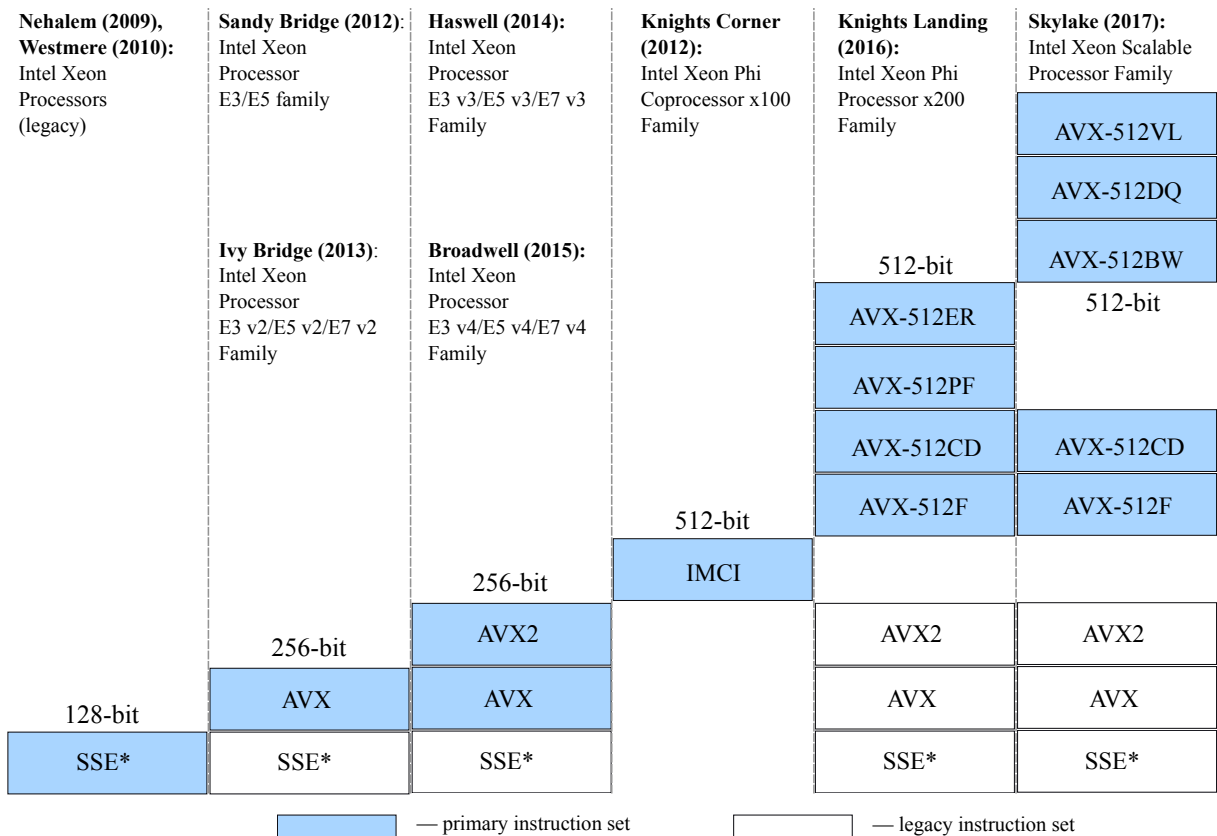 Nehalem (2009),
Westmere (2010):
Intel Xeon
Processors
(legacy)
Sandy Bridge (2012):
Intel Xeon
Processor
E3/E5 family
Ivy Bridge (2013):
Intel Xeon
Processor
E3 v2/E5 v2/E7 v2
Family
Haswell (2014):
Intel Xeon
Processor
E3 v3/E5 v3/E7 v3
Family
Broadwell (2015):
Intel Xeon
Processor
E3 v4/E5 v4/E7 v4
Family
Knights Corner
(2012):
Intel Xeon Phi
Coprocessor x100
Family
Knights Landing
(2016):
Intel Xeon Phi
Processor x200
Family
Skylake (2017):
Intel Xeon Scalable
Processor Family
128-bit
SSE*
256-bit
AVX
SSE*
256-bit
AVX2
AVX
SSE*
512-bit
IMCI
512-bit
AVX-512ER
AVX-512PF
AVX-512CD
AVX-512F
AVX2
AVX
SSE*
AVX-512VL
AVX-512DQ
AVX-512BW
512-bit
AVX-512CD
AVX-512F
AVX2
AVX
SSE*
— primary instruction set
— legacy instruction set